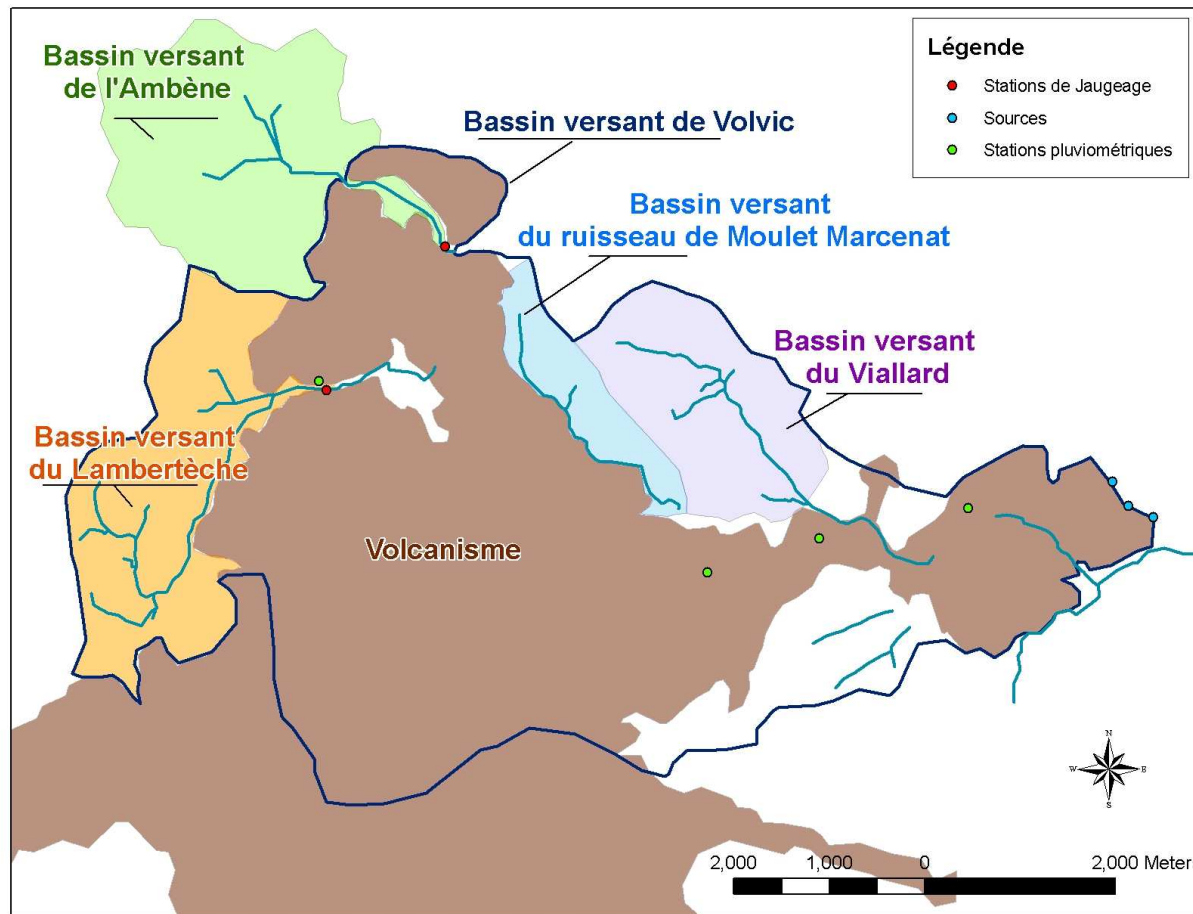 Bassin versant
de l'Ambène
Bassin versant de Volvic
Bassin versant
du ruisseau de Moulet Marcenat
Bassin versant
du Viallard
Bassin versant
du Lambertèche
Volcanisme
Légende
Stations de Jaugeage
Sources
Stations pluviométriques
N
W
E
S
2,000
1,000
0
2,000 Meters